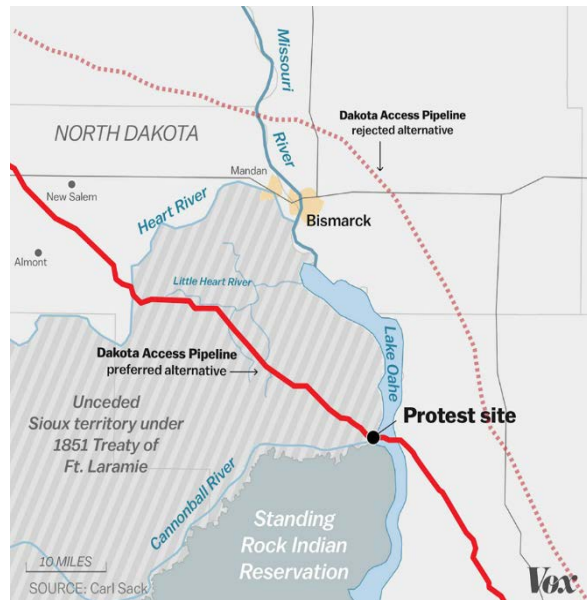 Missouri
River
Dakota Access Pipeline
rejected alternative
NORTH DAKOTA
Mandan
New Salem
Heart River
Bismarck
Almont
Little Heart River
Dakota Access Pipeline
preferred alternative
Lake Oahe
Unceded
Sioux territory under
1851 Treaty of
Ft. Laramie
Protest site
Cannonball River
Standing
Rock Indian
Reservation
10 MILES
SOURCE: Carl Sack
Vox